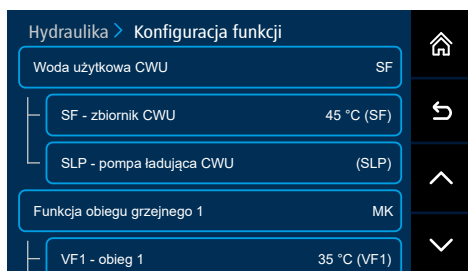 Hydraulika > Konfiguracja funkcji
Woda użytkowa CWU SF
SF - zbiornik CWU 45 °C (SF)
SLP - pompa ładująca CWU (SLP)
Funkcja obiegu grzejnego 1 MK
VF1 - obieg 1 35 °C (VF1)